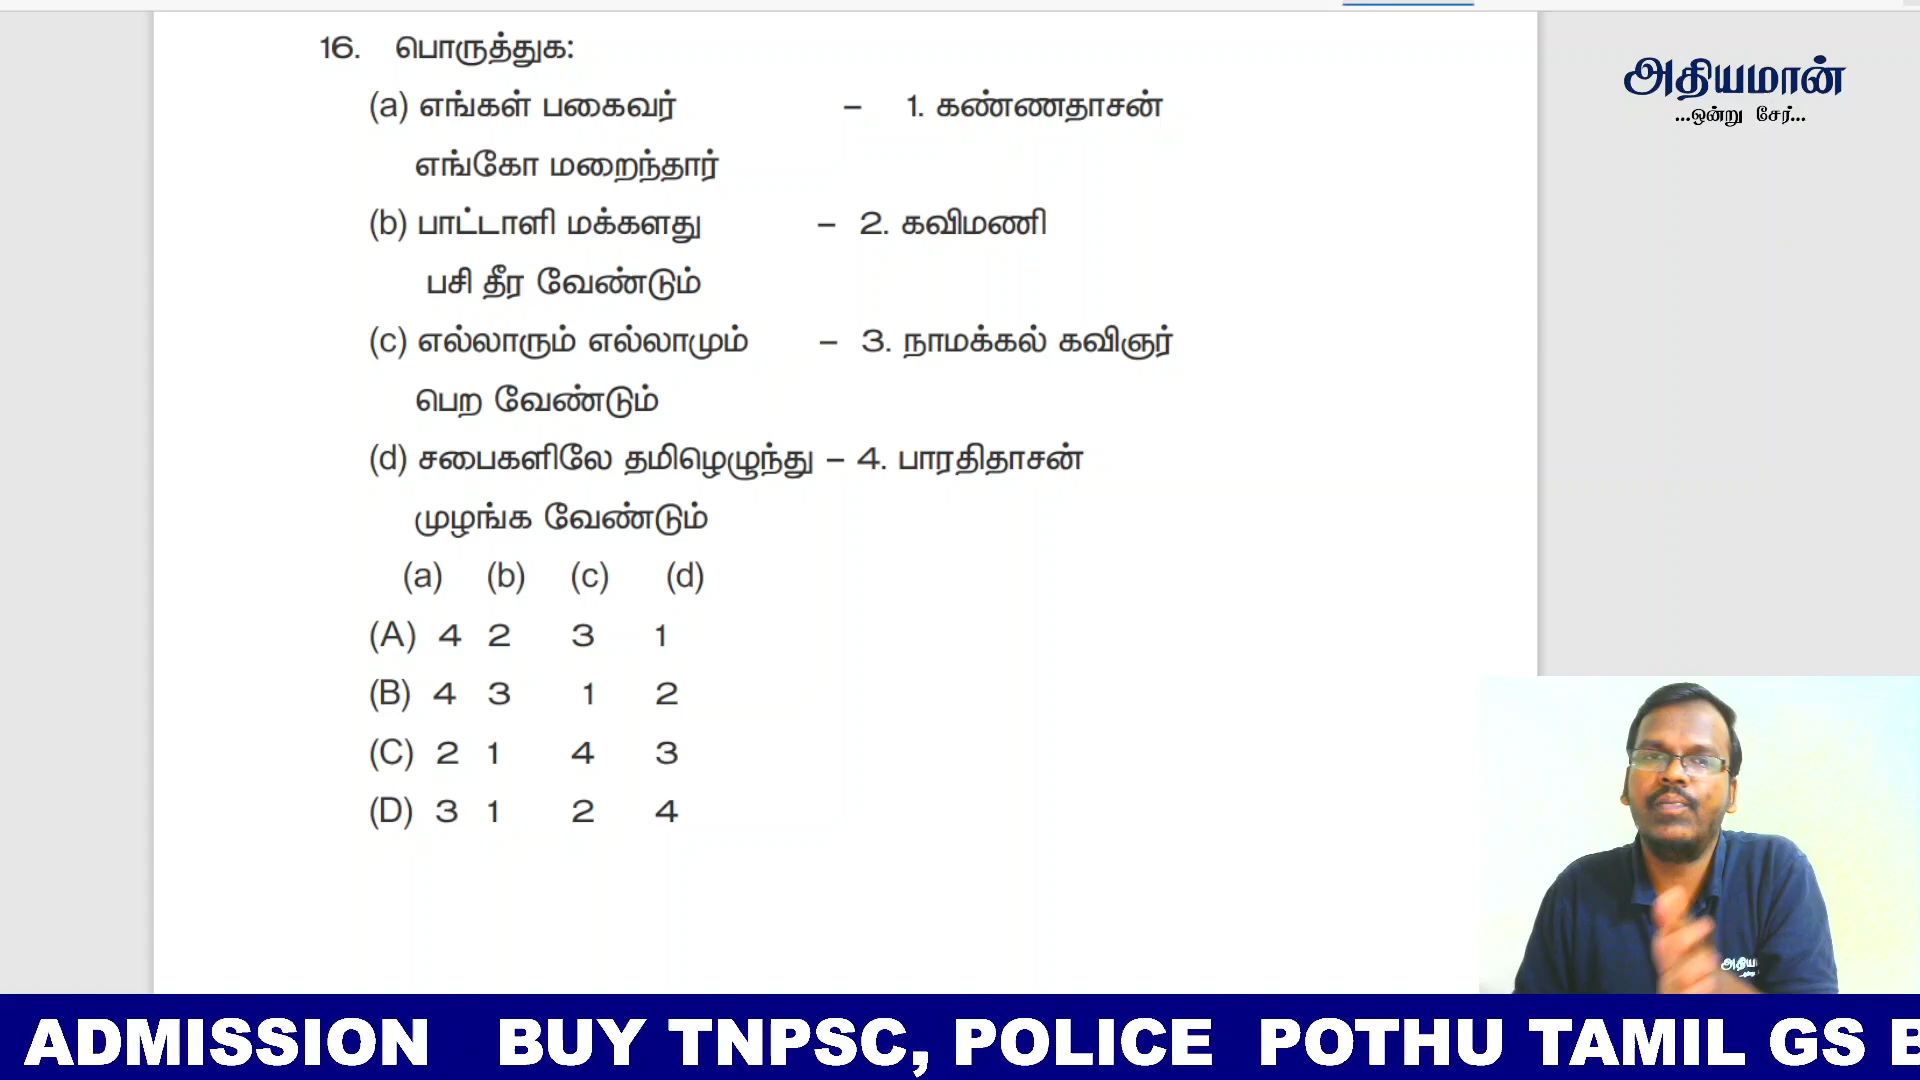 16. பொருத்துக:
அதியமான்
...ஒன்று சேர்...
(a) எங்கள் பகைவர் – 1. கண்ணதாசன்
எங்கோ மறைந்தார்
(b) பாட்டாளி மக்களது – 2. கவிமணி
பசி தீர வேண்டும்
(c) எல்லாரும் எல்லாமும் – 3. நாமக்கல் கவிஞர்
பெற வேண்டும்
(d) சபைகளிலே தமிழெழுந்து – 4. பாரதிதாசன்
முழங்க வேண்டும்
(a) (b) (c) (d)
(A) 4 2 3 1
(B) 4 3 1 2
(C) 2 1 4 3
(D) 3 1 2 4
அதிய
ADMISSION BUY TNPSC, POLICE POTHU TAMIL GS B